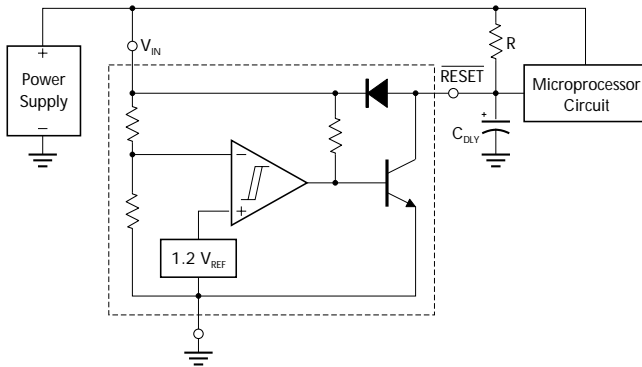 V_IN
R
+
Power
Supply
−
RESET
Microprocessor
Circuit
+
C_DLY
−
+
1.2 V_REF